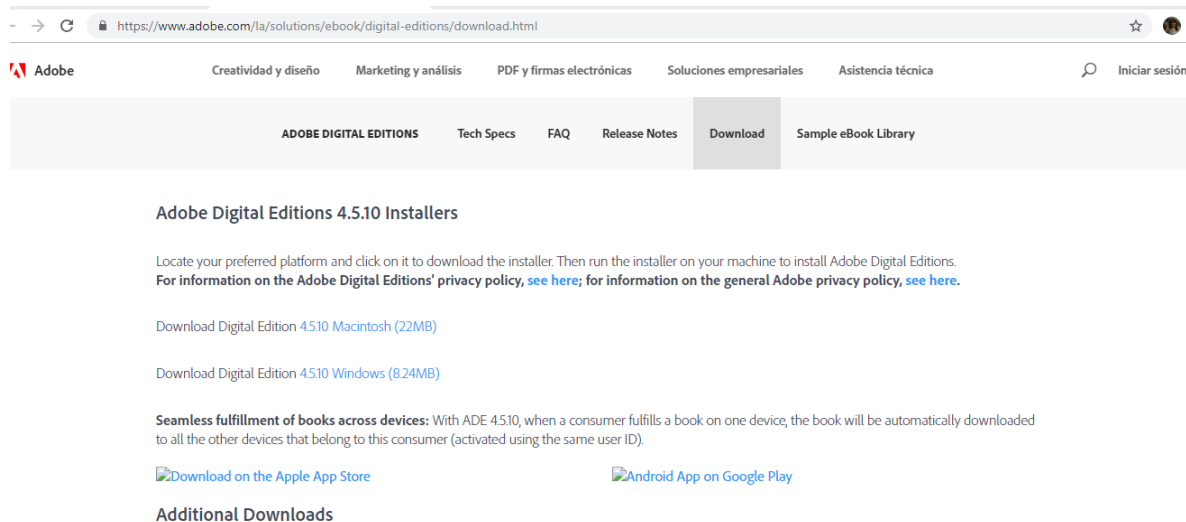 https://www.adobe.com/la/solutions/ebook/digital-editions/download.html
Adobe Creatividad y diseño Marketing y análisis PDF y firmas electrónicas Soluciones empresariales Asistencia técnica Iniciar sesión
ADOBE DIGITAL EDITIONS Tech Specs FAQ Release Notes Download Sample eBook Library
Adobe Digital Editions 4.5.10 Installers
Locate your preferred platform and click on it to download the installer. Then run the installer on your machine to install Adobe Digital Editions.
For information on the Adobe Digital Editions' privacy policy, see here; for information on the general Adobe privacy policy, see here.
Download Digital Edition 4.5.10 Macintosh (22MB)
Download Digital Edition 4.5.10 Windows (8.24MB)
Seamless fulfillment of books across devices: With ADE 4.5.10, when a consumer fulfills a book on one device, the book will be automatically downloaded
to all the other devices that belong to this consumer (activated using the same user ID).
Download on the Apple App Store Android App on Google Play
Additional Downloads